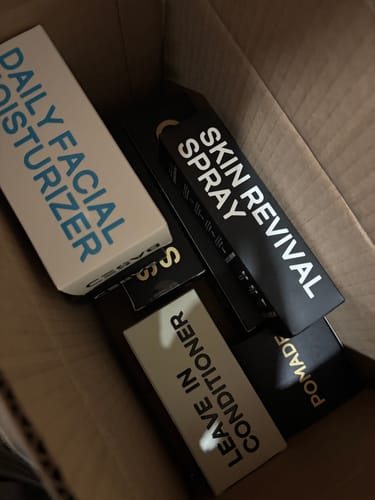 DAILY FACIAL
MOISTURIZER
SKIN REVIVAL
SPRAY
LEAVE IN
CONDITIONER
POMADE